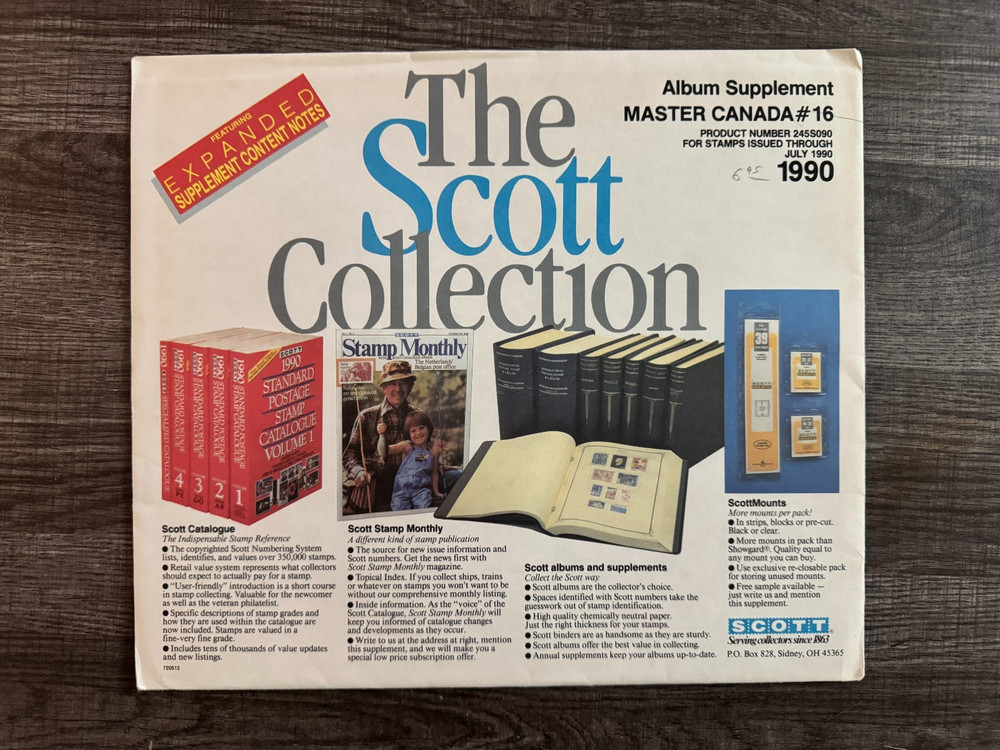 FEATURING
EXPANDED
SUPPLEMENT CONTENT NOTES
The
Scott
Collection
Album Supplement
MASTER CANADA #16
PRODUCT NUMBER 245S090
FOR STAMPS ISSUED THROUGH
JULY 1990
6 95 1990
SCOTT
1990
STANDARD
POSTAGE
STAMP
CATALOGUE
VOLUME 1
4
3
2
1
SCOTT
Stamp Monthly
The Netherlands'
Belgian post office
39
Scott Catalogue
The Indispensable Stamp Reference
● The copyrighted Scott Numbering System
lists, identifies, and values over 350,000 stamps.
● Retail value system represents what collectors
should expect to actually pay for a stamp.
● "User-friendly" introduction is a short course
in stamp collecting. Valuable for the newcomer
as well as the veteran philatelist.
● Specific descriptions of stamp grades and
how they are used within the catalogue are
now included. Stamps are valued in a
fine-very fine grade.
● Includes tens of thousands of value updates
and new listings.
720512
Scott Stamp Monthly
A different kind of stamp publication
● The source for new issue information and
Scott numbers. Get the news first with
Scott Stamp Monthly magazine.
● Topical Index. If you collect ships, trains
or whatever on stamps you won't want to be
without our comprehensive monthly listing.
● Inside information. As the "voice" of the
Scott Catalogue, Scott Stamp Monthly will
keep you informed of catalogue changes
and developments as they occur.
● Write to us at the address at right, mention
this supplement, and we will make you a
special low price subscription offer.
Scott albums and supplements
Collect the Scott way
● Scott albums are the collector's choice.
● Spaces identified with Scott numbers take the
guesswork out of stamp identification.
● High quality chemically neutral paper.
Just the right thickness for your stamps.
● Scott binders are as handsome as they are sturdy.
● Scott albums offer the best value in collecting.
● Annual supplements keep your albums up-to-date.
ScottMounts
More mounts per pack!
● In strips, blocks or pre-cut.
Black or clear.
● More mounts in pack than
Showgard®. Quality equal to
any mount you can buy.
● Use exclusive re-closable pack
for storing unused mounts.
● Free sample available —
just write us and mention
this supplement.
SCOTT
Serving collectors since 1863
P.O. Box 828, Sidney, OH 45365